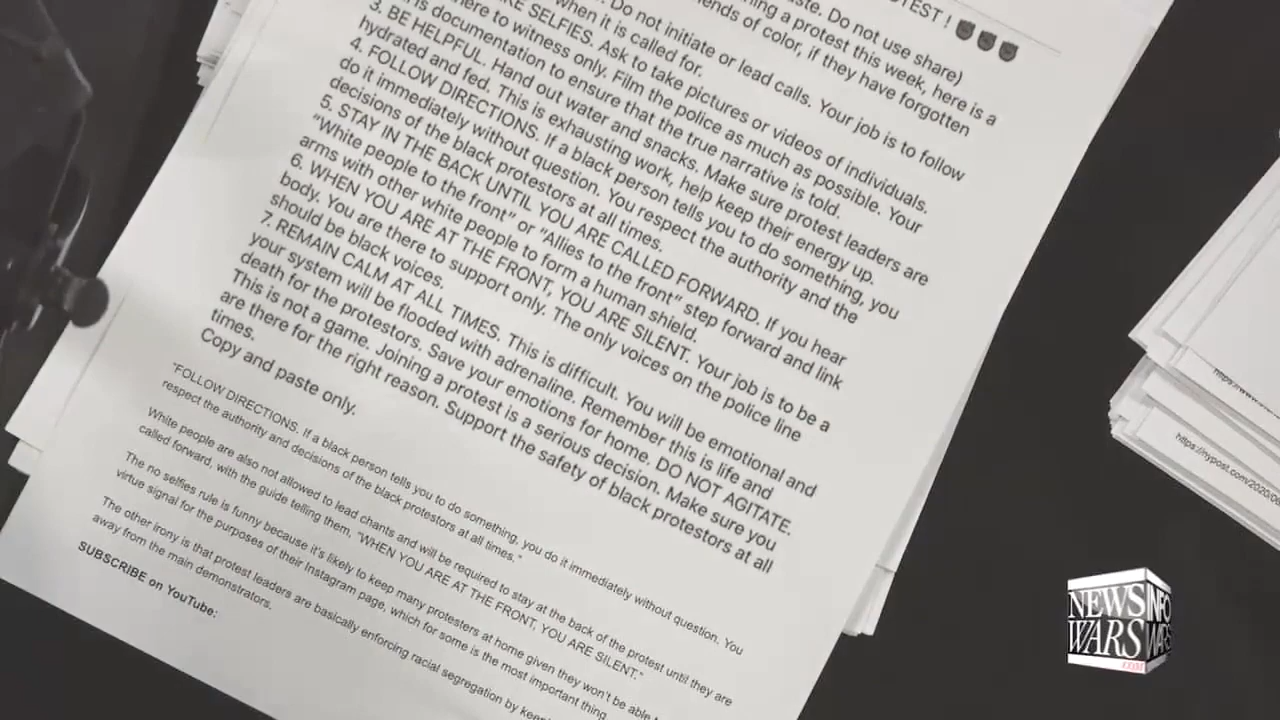 TEST !
ste. Do not use share)
ning a protest this week, here is a
iends of color, if they have forgotten
. Do not initiate or lead calls. Your job is to follow
when it is called for.
KE SELFIES. Ask to take pictures or videos of individuals.
here to witness only. Film the police as much as possible. Your
is documentation to ensure that the true narrative is told.
3. BE HELPFUL. Hand out water and snacks. Make sure protest leaders are
hydrated and fed. This is exhausting work, help keep their energy up.
4. FOLLOW DIRECTIONS. If a black person tells you to do something, you
do it immediately without question. You respect the authority and the
decisions of the black protestors at all times.
5. STAY IN THE BACK UNTIL YOU ARE CALLED FORWARD. If you hear
"White people to the front" or "Allies to the front" step forward and link
arms with other white people to form a human shield.
6. WHEN YOU ARE AT THE FRONT, YOU ARE SILENT. Your job is to be a
body. You are there to support only. The only voices on the police line
should be black voices.
7. REMAIN CALM AT ALL TIMES. This is difficult. You will be emotional and
your system will be flooded with adrenaline. Remember this is life and
death for the protestors. Save your emotions for home. DO NOT AGITATE.
This is not a game. Joining a protest is a serious decision. Make sure you
are there for the right reason. Support the safety of black protestors at all
times.
Copy and paste only.
"FOLLOW DIRECTIONS. If a black person tells you to do something, you do it immediately without question. You
respect the authority and decisions of the black protestors at all times."
White people are also not allowed to lead chants and will be required to stay at the back of the protest until they are
called forward, with the guide telling them, "WHEN YOU ARE AT THE FRONT, YOU ARE SILENT."
The no selfies rule is funny because it's likely to keep many protesters at home given they won't be able t
virtue signal for the purposes of their Instagram page, which for some is the most important thing
The other irony is that protest leaders are basically enforcing racial segregation by keep
away from the main demonstrators.
SUBSCRIBE on YouTube:
https://nypost.com/2020/06
NEWS
WARS
INFO
WARS
.COM